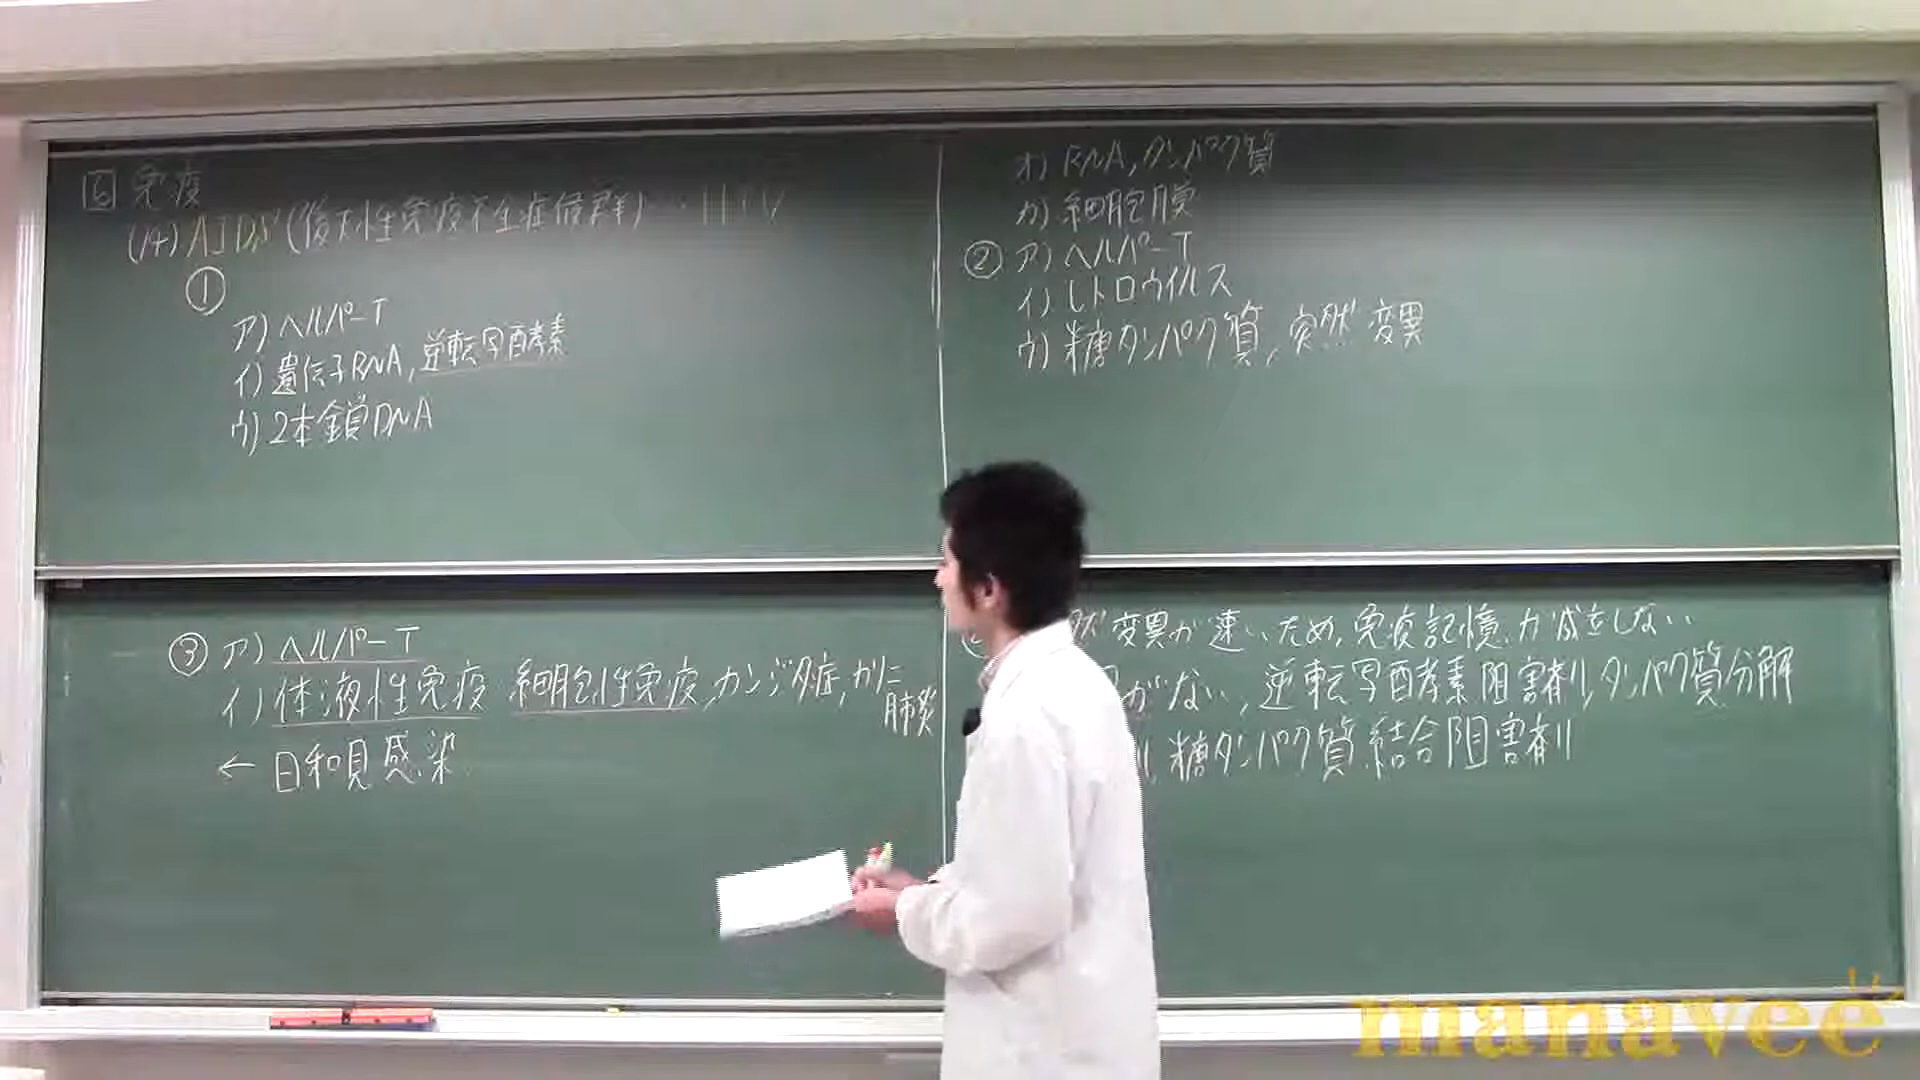 6 免疫
(14) AIDS (後天性免疫不全症候群)…HIV
①
ア) ヘルパーT
イ) 遺伝子RNA, 逆転写酵素
ウ) 2本鎖DNA
オ) RNA, タンパク質
カ) 細胞膜
② ア) ヘルパーT
イ) レトロウイルス
ウ) 糖タンパク質, 突然変異
③ ア) ヘルパーT
イ) 体液性免疫 細胞性免疫, カンジダ症, カリニ
肺炎
← 日和見感染
変異が速いため, 免疫記憶が成立しない
がない, 逆転写酵素阻害剤, タンパク質分解
糖タンパク質結合阻害剤
manavee